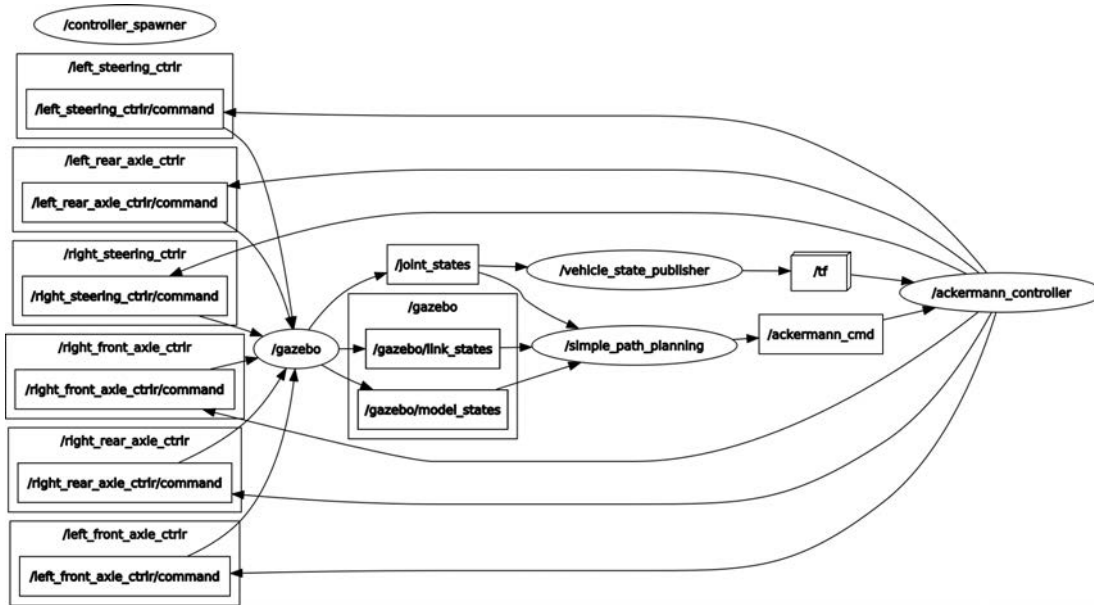 /controller_spawner
/left_steering_ctrlr
/left_steering_ctrlr/command
/left_rear_axle_ctrlr
/left_rear_axle_ctrlr/command
/right_steering_ctrlr
/right_steering_ctrlr/command
/right_front_axle_ctrlr
/right_front_axle_ctrlr/command
/right_rear_axle_ctrlr
/right_rear_axle_ctrlr/command
/left_front_axle_ctrlr
/left_front_axle_ctrlr/command
/gazebo
/joint_states
/gazebo
/gazebo/link_states
/gazebo/model_states
/vehicle_state_publisher
/simple_path_planning
/tf
/ackermann_cmd
/ackermann_controller